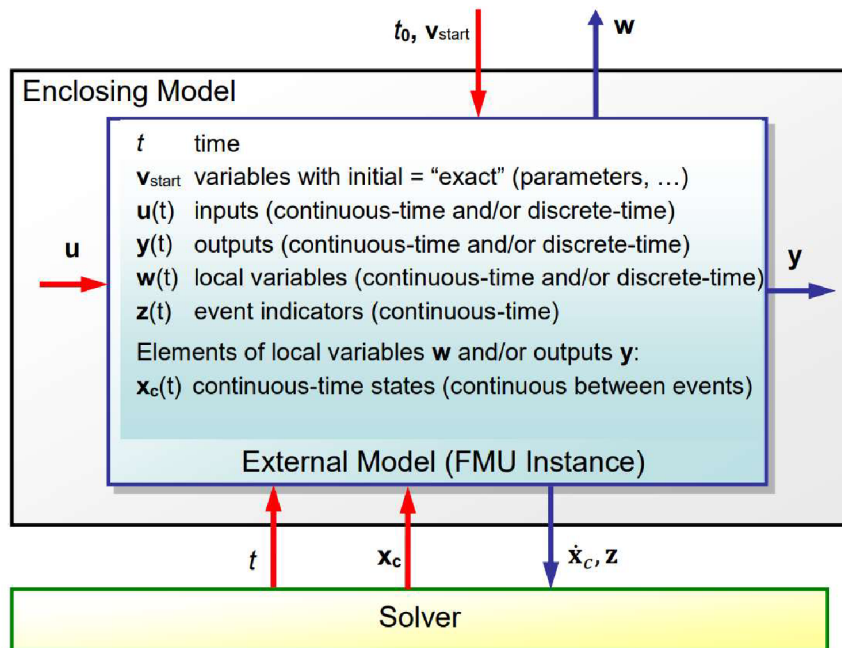 t₀, vstart
w
Enclosing Model
t time
vstart variables with initial = “exact” (parameters, …)
u(t) inputs (continuous-time and/or discrete-time)
y(t) outputs (continuous-time and/or discrete-time)
w(t) local variables (continuous-time and/or discrete-time)
z(t) event indicators (continuous-time)
Elements of local variables w and/or outputs y:
xc(t) continuous-time states (continuous between events)
External Model (FMU Instance)
u
y
t
xc
ẋc, z
Solver